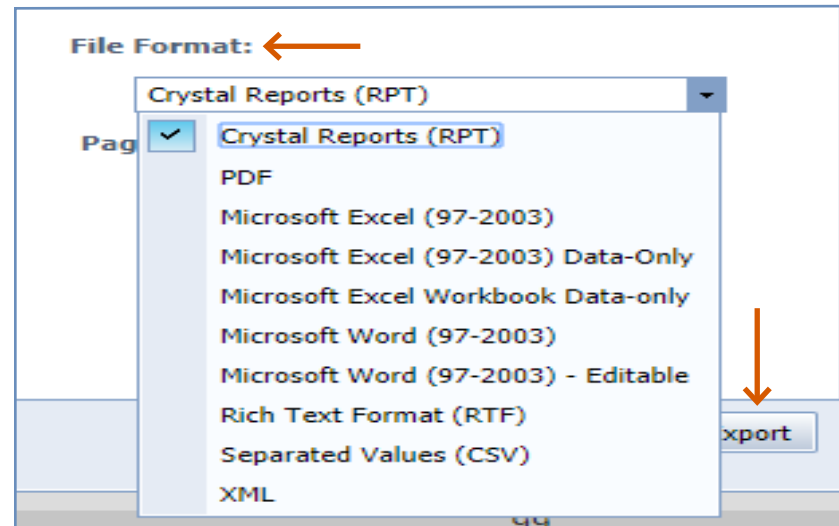 File Format:
Crystal Reports (RPT)
Pag
Crystal Reports (RPT)
PDF
Microsoft Excel (97-2003)
Microsoft Excel (97-2003) Data-Only
Microsoft Excel Workbook Data-only
Microsoft Word (97-2003)
Microsoft Word (97-2003) - Editable
Rich Text Format (RTF)
xport
Separated Values (CSV)
XML